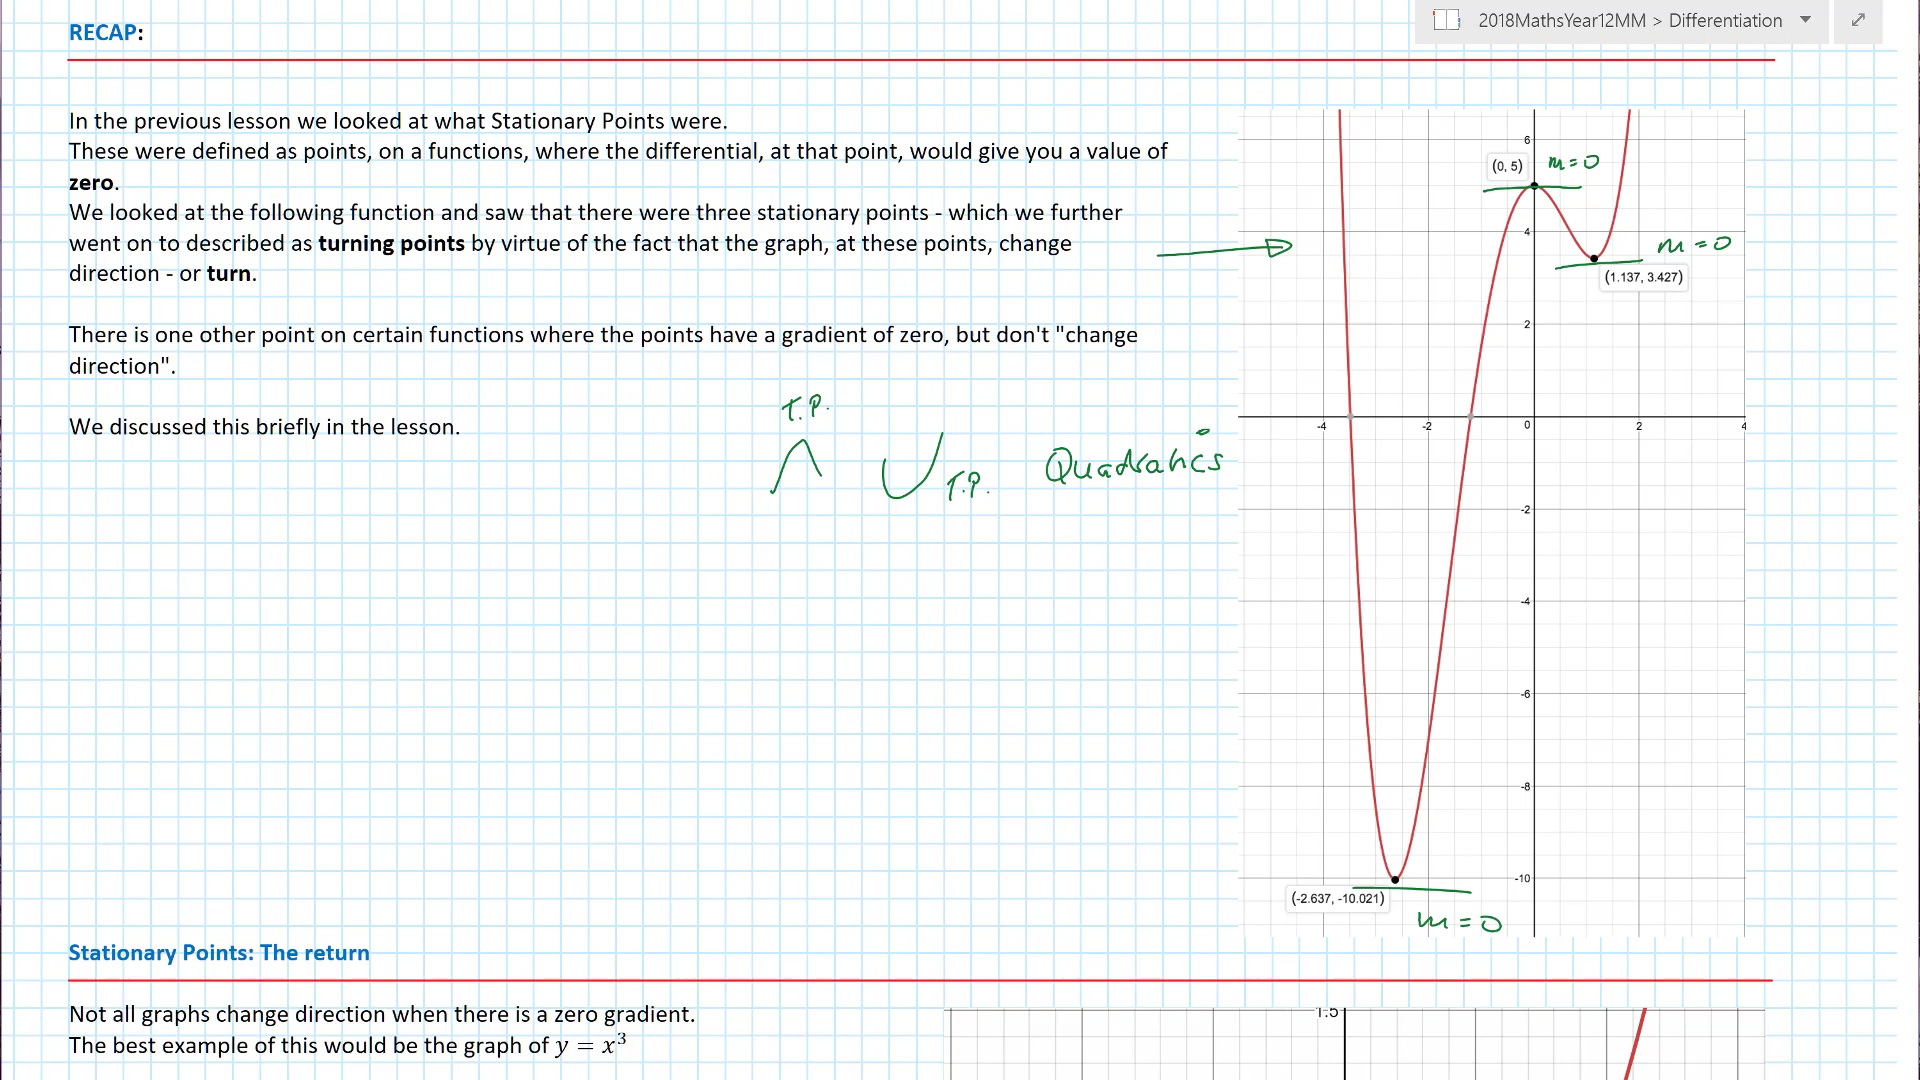 2018MathsYear12MM > Differentiation
RECAP:
In the previous lesson we looked at what Stationary Points were.
These were defined as points, on a functions, where the differential, at that point, would give you a value of
zero.
We looked at the following function and saw that there were three stationary points - which we further
went on to described as turning points by virtue of the fact that the graph, at these points, change
direction - or turn.
There is one other point on certain functions where the points have a gradient of zero, but don't "change
direction".
We discussed this briefly in the lesson.
T.P.
T.P.
Quadratics
6
(0, 5)
m = 0
4
m = 0
(1.137, 3.427)
2
-4
-2
0
2
4
-2
-4
-6
-8
-10
(-2.637, -10.021)
m = 0
Stationary Points: The return
Not all graphs change direction when there is a zero gradient.
The best example of this would be the graph of y = x³
1.5